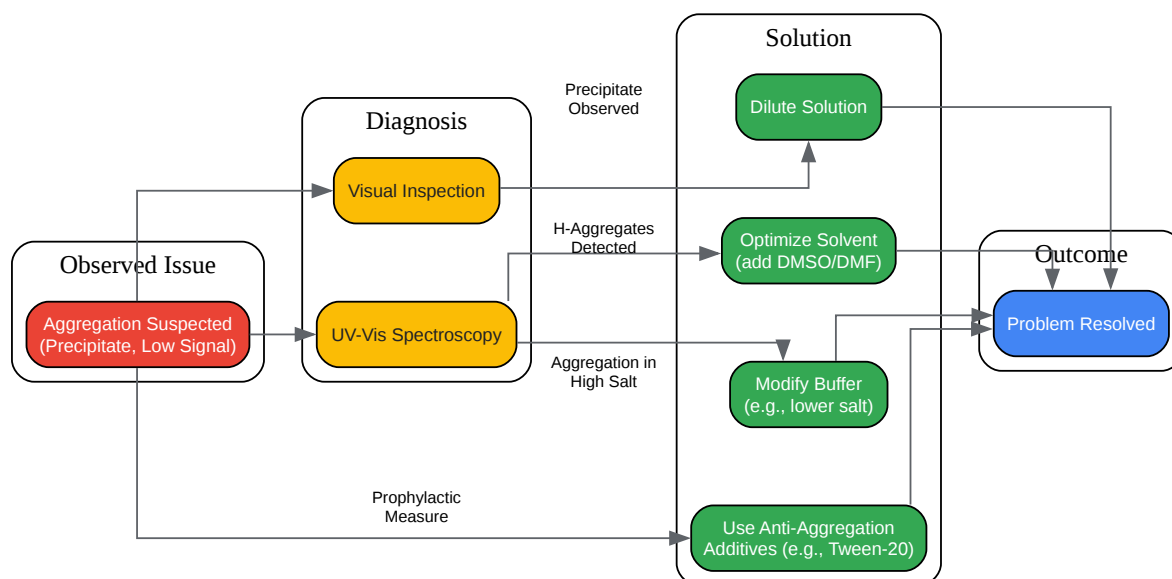 Observed Issue
Aggregation Suspected
(Precipitate, Low Signal)
Diagnosis
Visual Inspection
UV-Vis Spectroscopy
Precipitate
Observed
H-Aggregates
Detected
Aggregation in
High Salt
Prophylactic
Measure
Solution
Dilute Solution
Optimize Solvent
(add DMSO/DMF)
Modify Buffer
(e.g., lower salt)
Use Anti-Aggregation
Additives (e.g., Tween-20)
Outcome
Problem Resolved